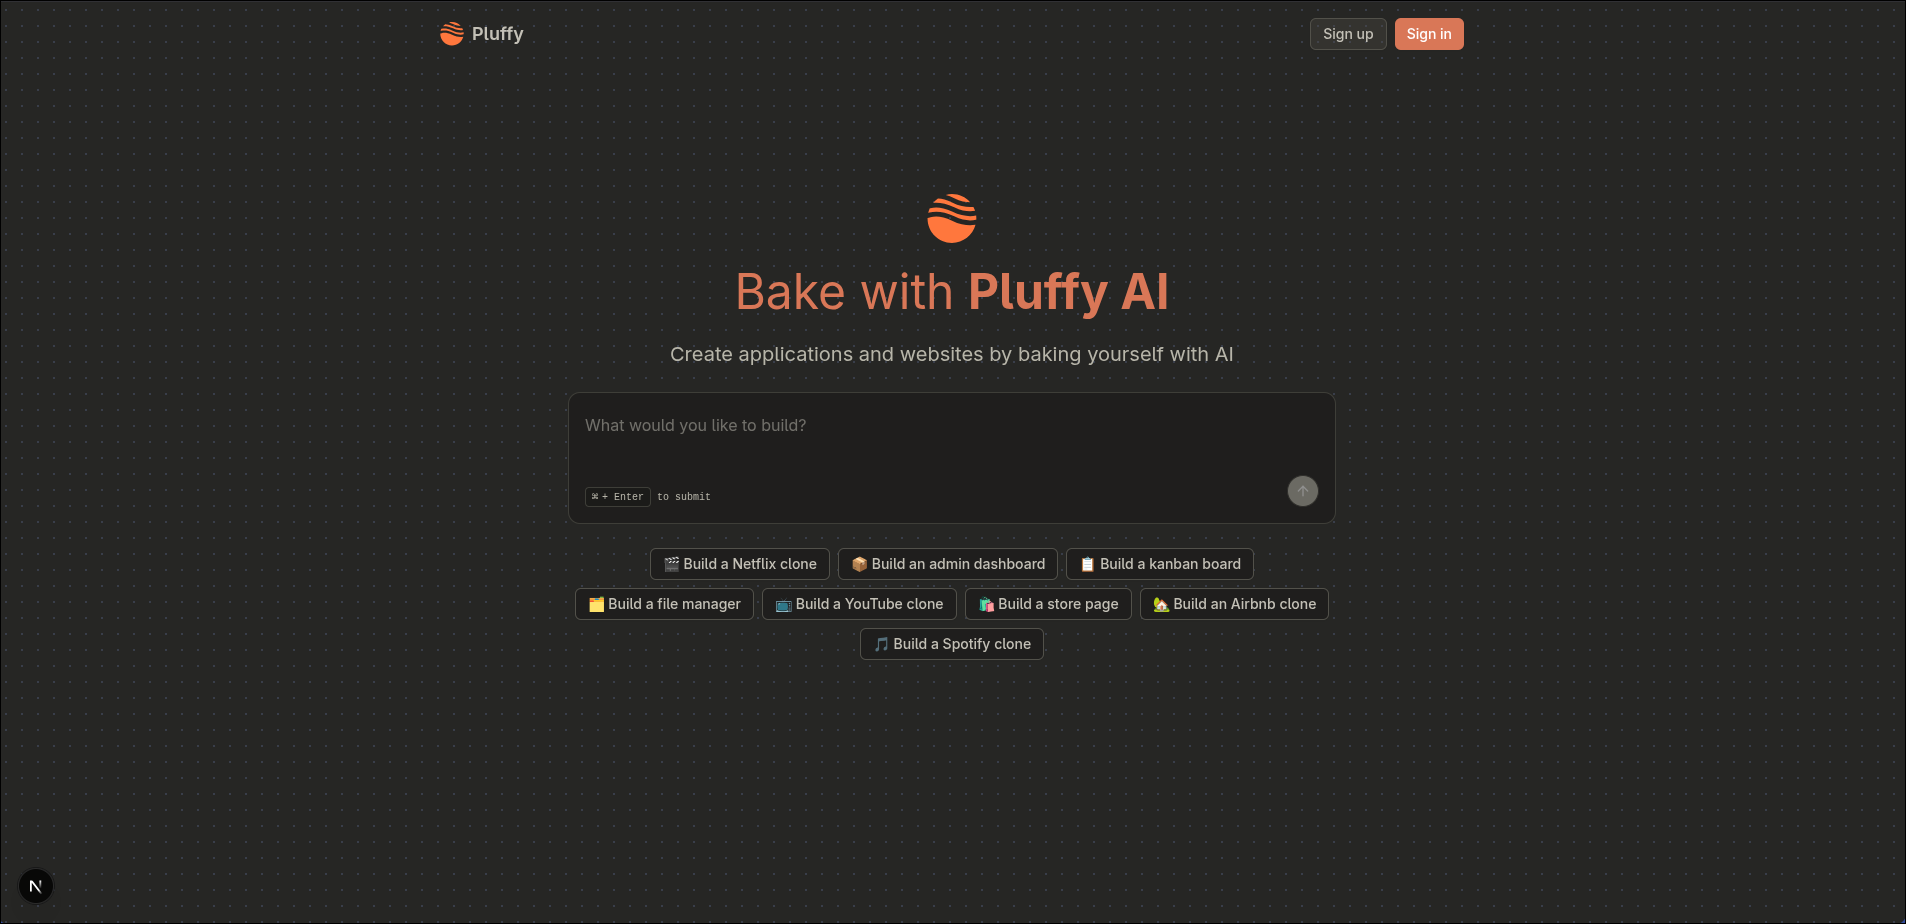 Pluffy
Sign up
Sign in
Bake with Pluffy AI
Create applications and websites by baking yourself with AI
What would you like to build?
⌘ + Enter to submit
🎬 Build a Netflix clone
📦 Build an admin dashboard
📋 Build a kanban board
🗂️ Build a file manager
📺 Build a YouTube clone
🛍️ Build a store page
🏡 Build an Airbnb clone
🎵 Build a Spotify clone
N